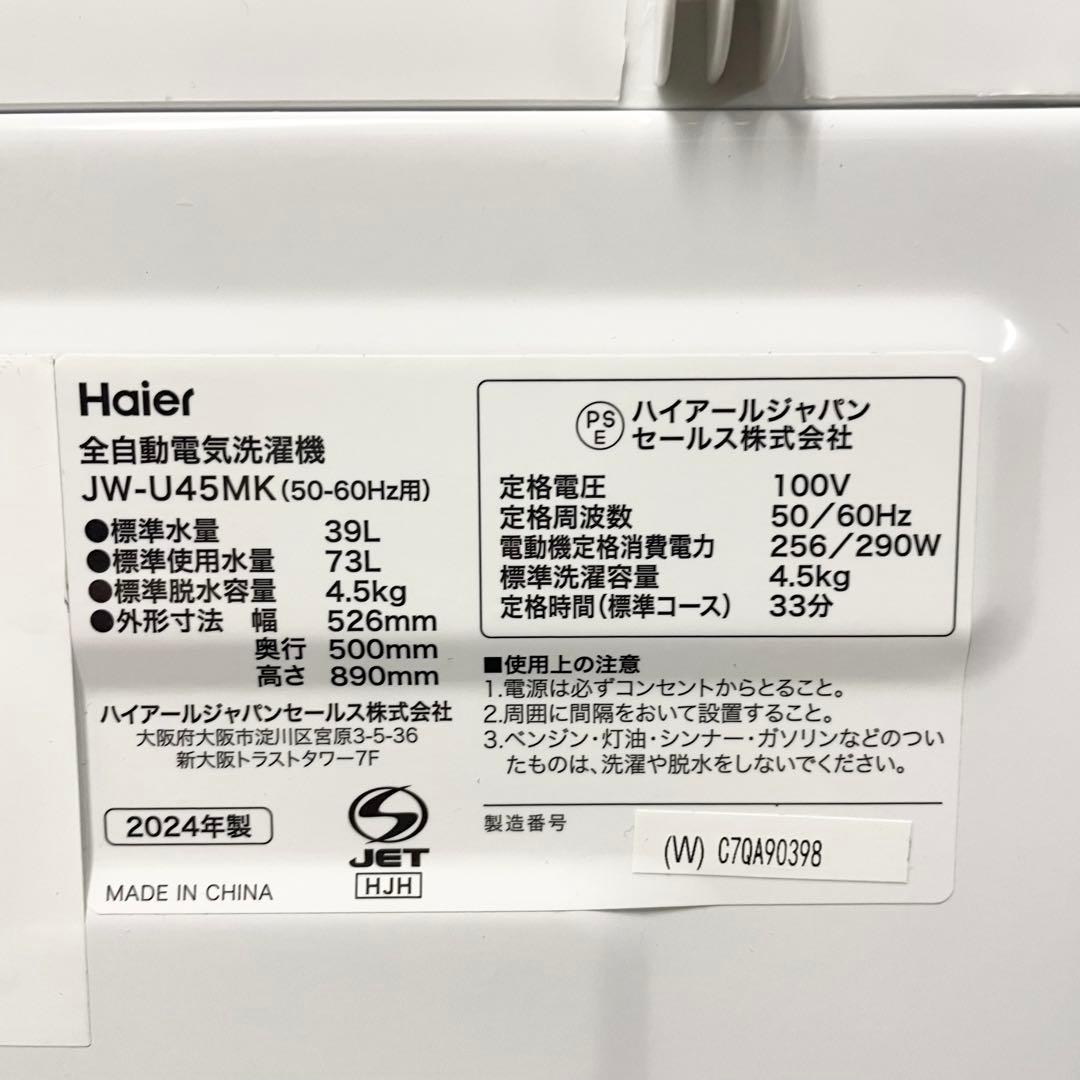 Haier
全自動電気洗濯機
JW-U45MK(50-60Hz用)
●標準水量 39L
●標準使用水量 73L
●標準脱水容量 4.5kg
●外形寸法 幅 526mm
奥行 500mm
高さ 890mm
ハイアールジャパンセールス株式会社
大阪府大阪市淀川区宮原3-5-36
新大阪トラストタワー7F
2024年製
MADE IN CHINA
S
JET
HJH
PS
E
ハイアールジャパン
セールス株式会社
定格電圧 100V
定格周波数 50/60Hz
電動機定格消費電力 256/290W
標準洗濯容量 4.5kg
定格時間(標準コース) 33分
■使用上の注意
1.電源は必ずコンセントからとること。
2.周囲に間隔をおいて設置すること。
3.ベンジン・灯油・シンナー・ガソリンなどのつい
たものは、洗濯や脱水をしないでください。
製造番号
(W) C7QA90398